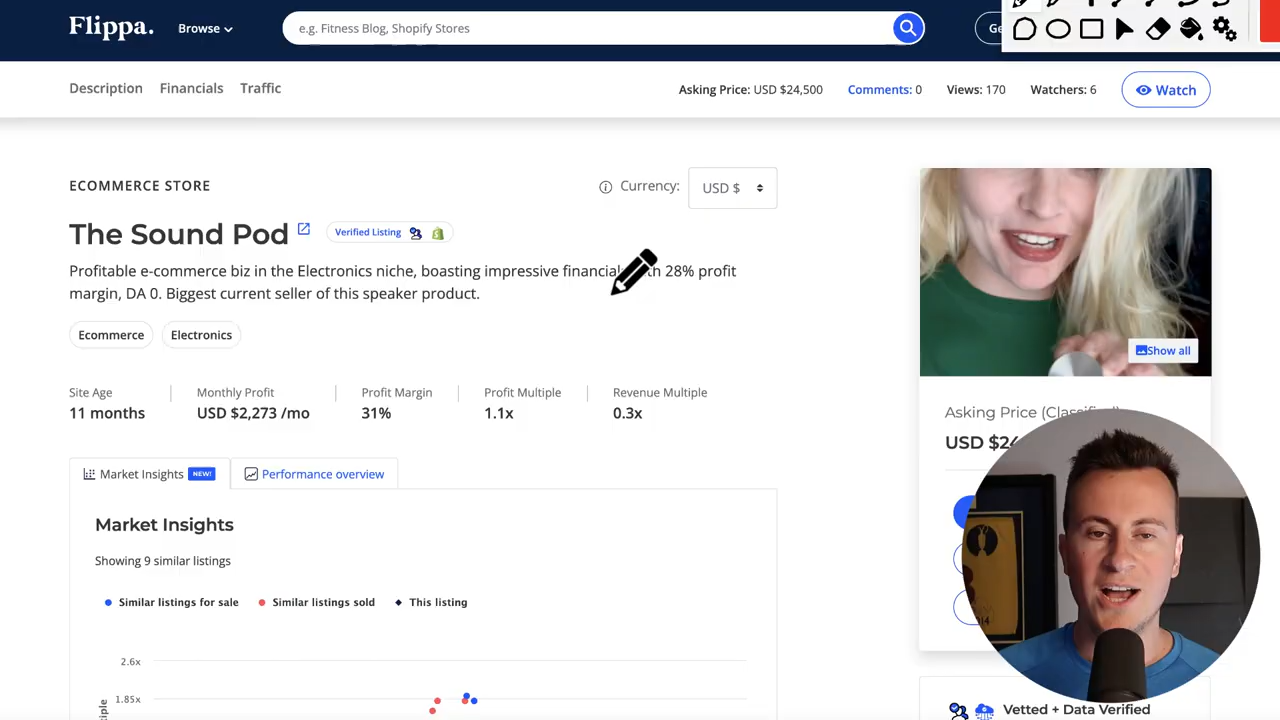 Flippa.
Browse
e.g. Fitness Blog, Shopify Stores
Ge
Description Financials Traffic
Asking Price: USD $24,500 Comments: 0 Views: 170 Watchers: 6 Watch
ECOMMERCE STORE
Currency: USD $
The Sound Pod Verified Listing
Profitable e-commerce biz in the Electronics niche, boasting impressive financial 28% profit
margin, DA 0. Biggest current seller of this speaker product.
Ecommerce Electronics
Show all
Site Age Monthly Profit Profit Margin Profit Multiple Revenue Multiple
11 months USD $2,273 /mo 31% 1.1x 0.3x
Asking Price (Classified)
USD $24
Market Insights NEW! Performance overview
Market Insights
Showing 9 similar listings
Similar listings for sale Similar listings sold This listing
2.6x
1.85x
Vetted + Data Verified